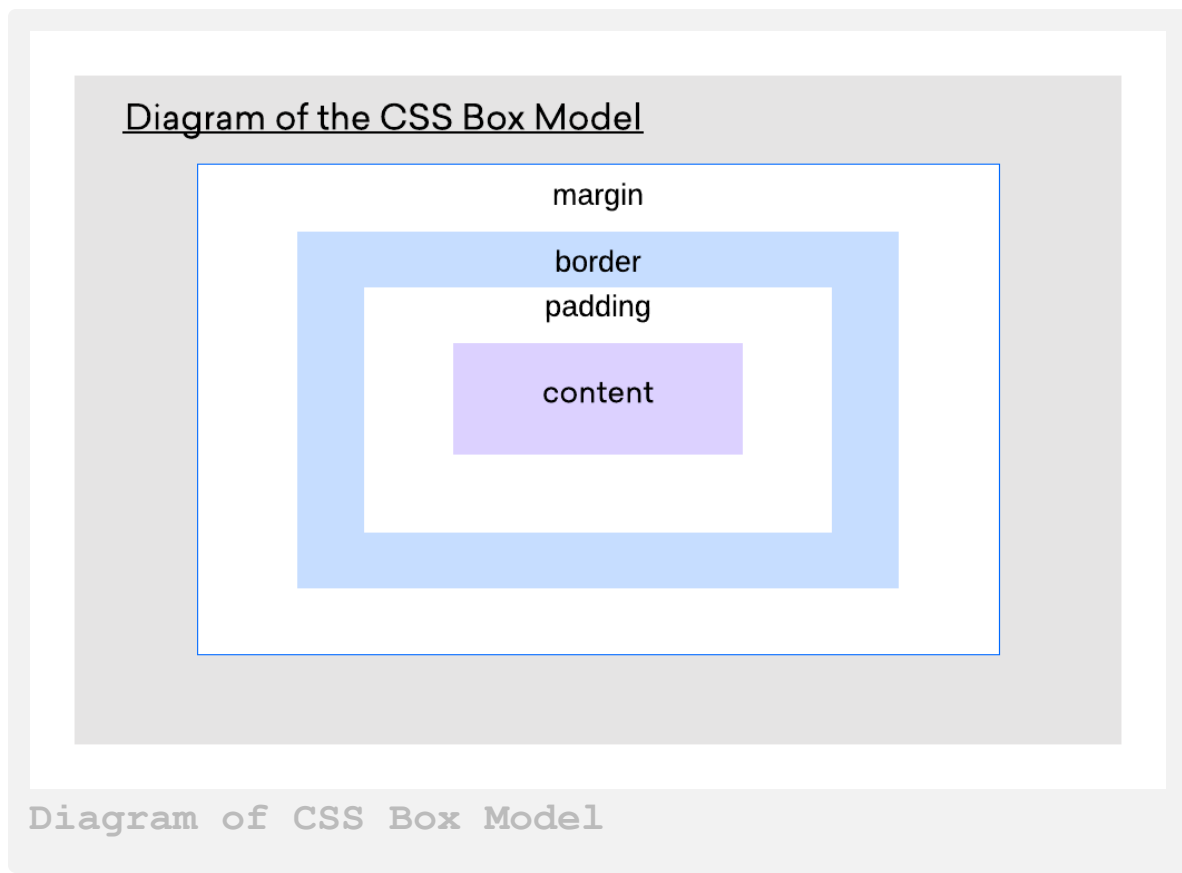 Diagram of the CSS Box Model
margin
border
padding
content
Diagram of CSS Box Model